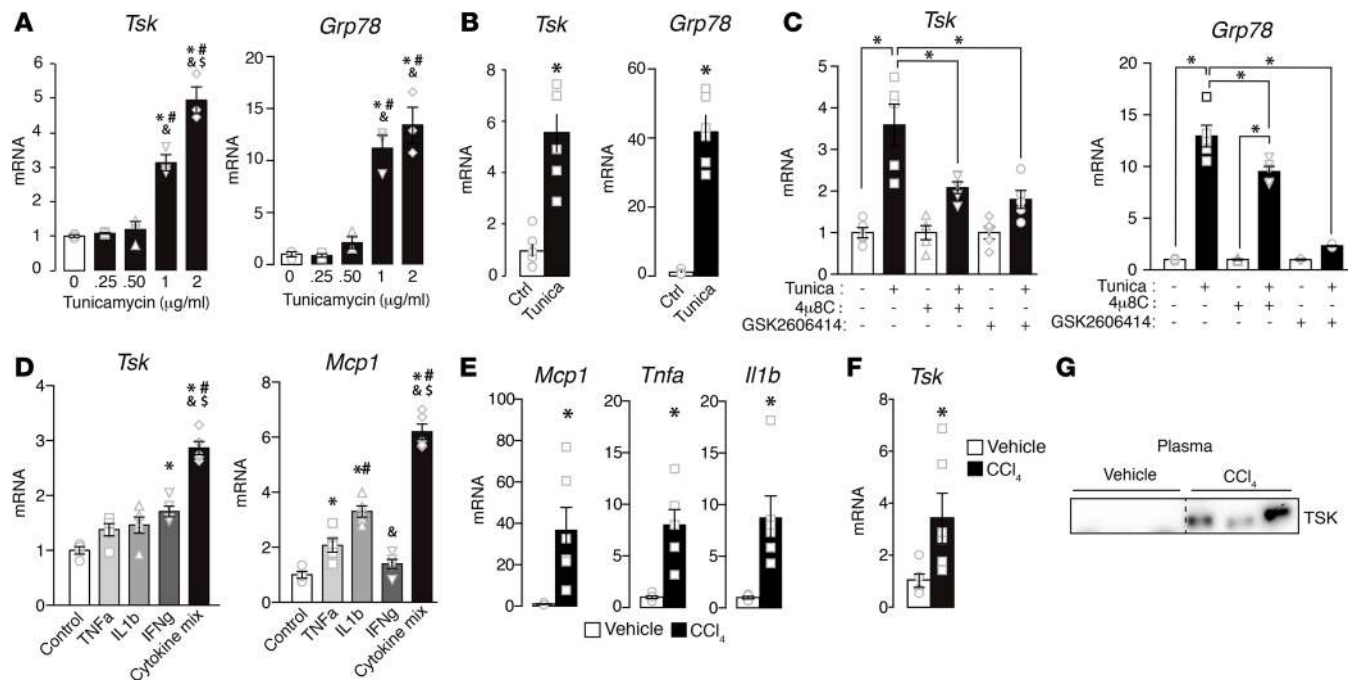 A
Tsk
Grp78
mRNA
6
5
4
3
2
1
0
* #
&
* #
& $
0 .25 .50 1 2
Tunicamycin (μg/ml)
mRNA
20
15
10
5
0
* #
&
* #
&
0 .25 .50 1 2
Tunicamycin (μg/ml)
B
Tsk
Grp78
mRNA
8
6
4
2
0
*
Ctrl
Tunica
mRNA
60
40
20
0
*
Ctrl
Tunica
C
Tsk
mRNA
5
4
3
2
1
0
*
*
*
Tunica : - + - + - +
4μ8C : - - + + - -
GSK2606414: - - - - + +
Grp78
mRNA
20
15
10
5
0
*
*
*
*
Tunica : - + - + - +
4μ8C : - - + + - -
GSK2606414: - - - - + +
D
Tsk
mRNA
4
3
2
1
0
*
* #
& $
Control
TNFa
IL1b
IFNg
Cytokine mix
Mcp1
mRNA
8
6
4
2
0
*
*#
&
* #
& $
Control
TNFa
IL1b
IFNg
Cytokine mix
E
Mcp1
Tnfa
Il1b
mRNA
100
80
60
40
20
0
*
20
15
10
5
0
*
20
15
10
5
0
*
Vehicle
CCl4
F
Tsk
mRNA
8
6
4
2
0
*
Vehicle
CCl4
G
Plasma
Vehicle
CCl4
TSK